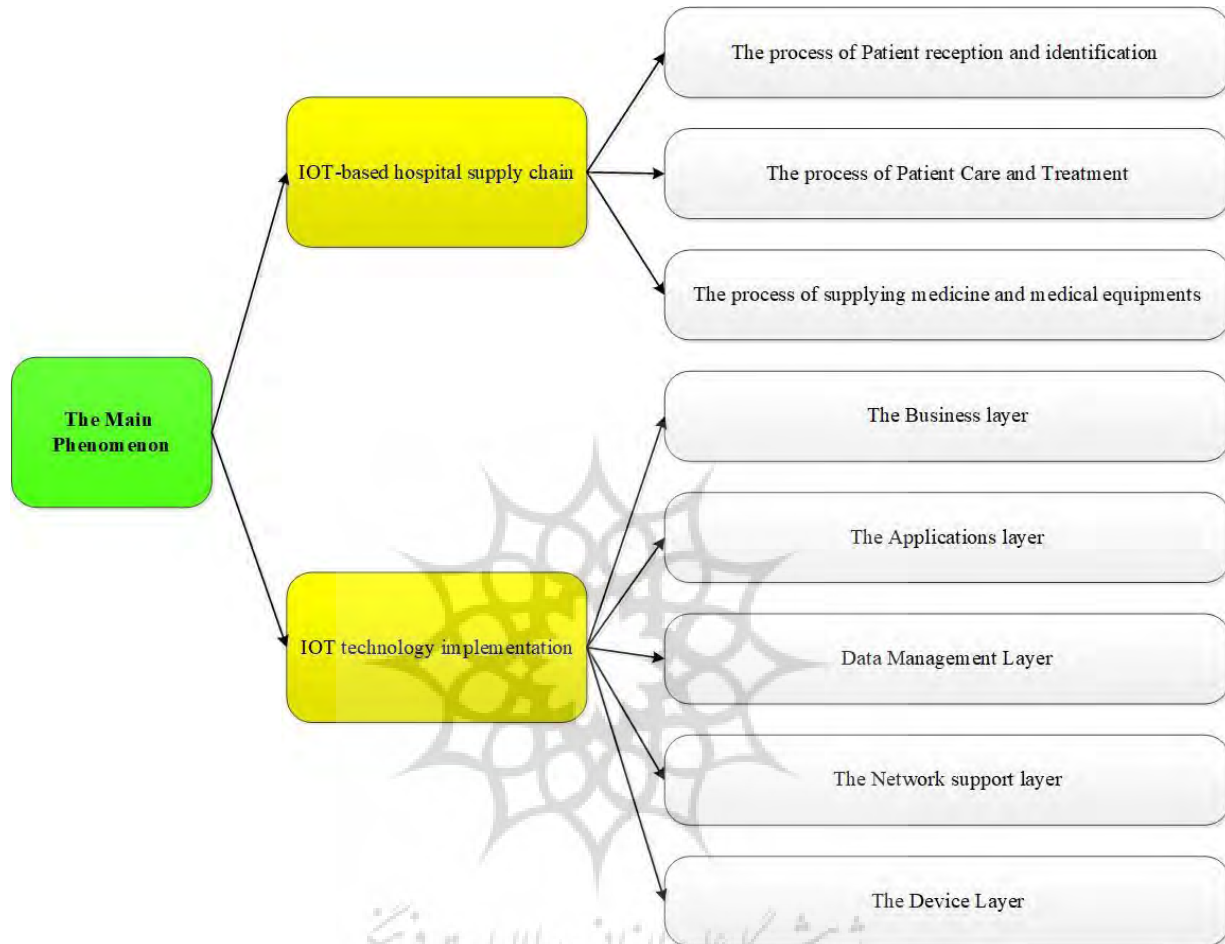 The process of Patient reception and identification
IOT-based hospital supply chain
The process of Patient Care and Treatment
The process of supplying medicine and medical equipments
The Main
Phenomenon
The Business layer
The Applications layer
IOT technology implementation
Data Management Layer
The Network support layer
The Device Layer